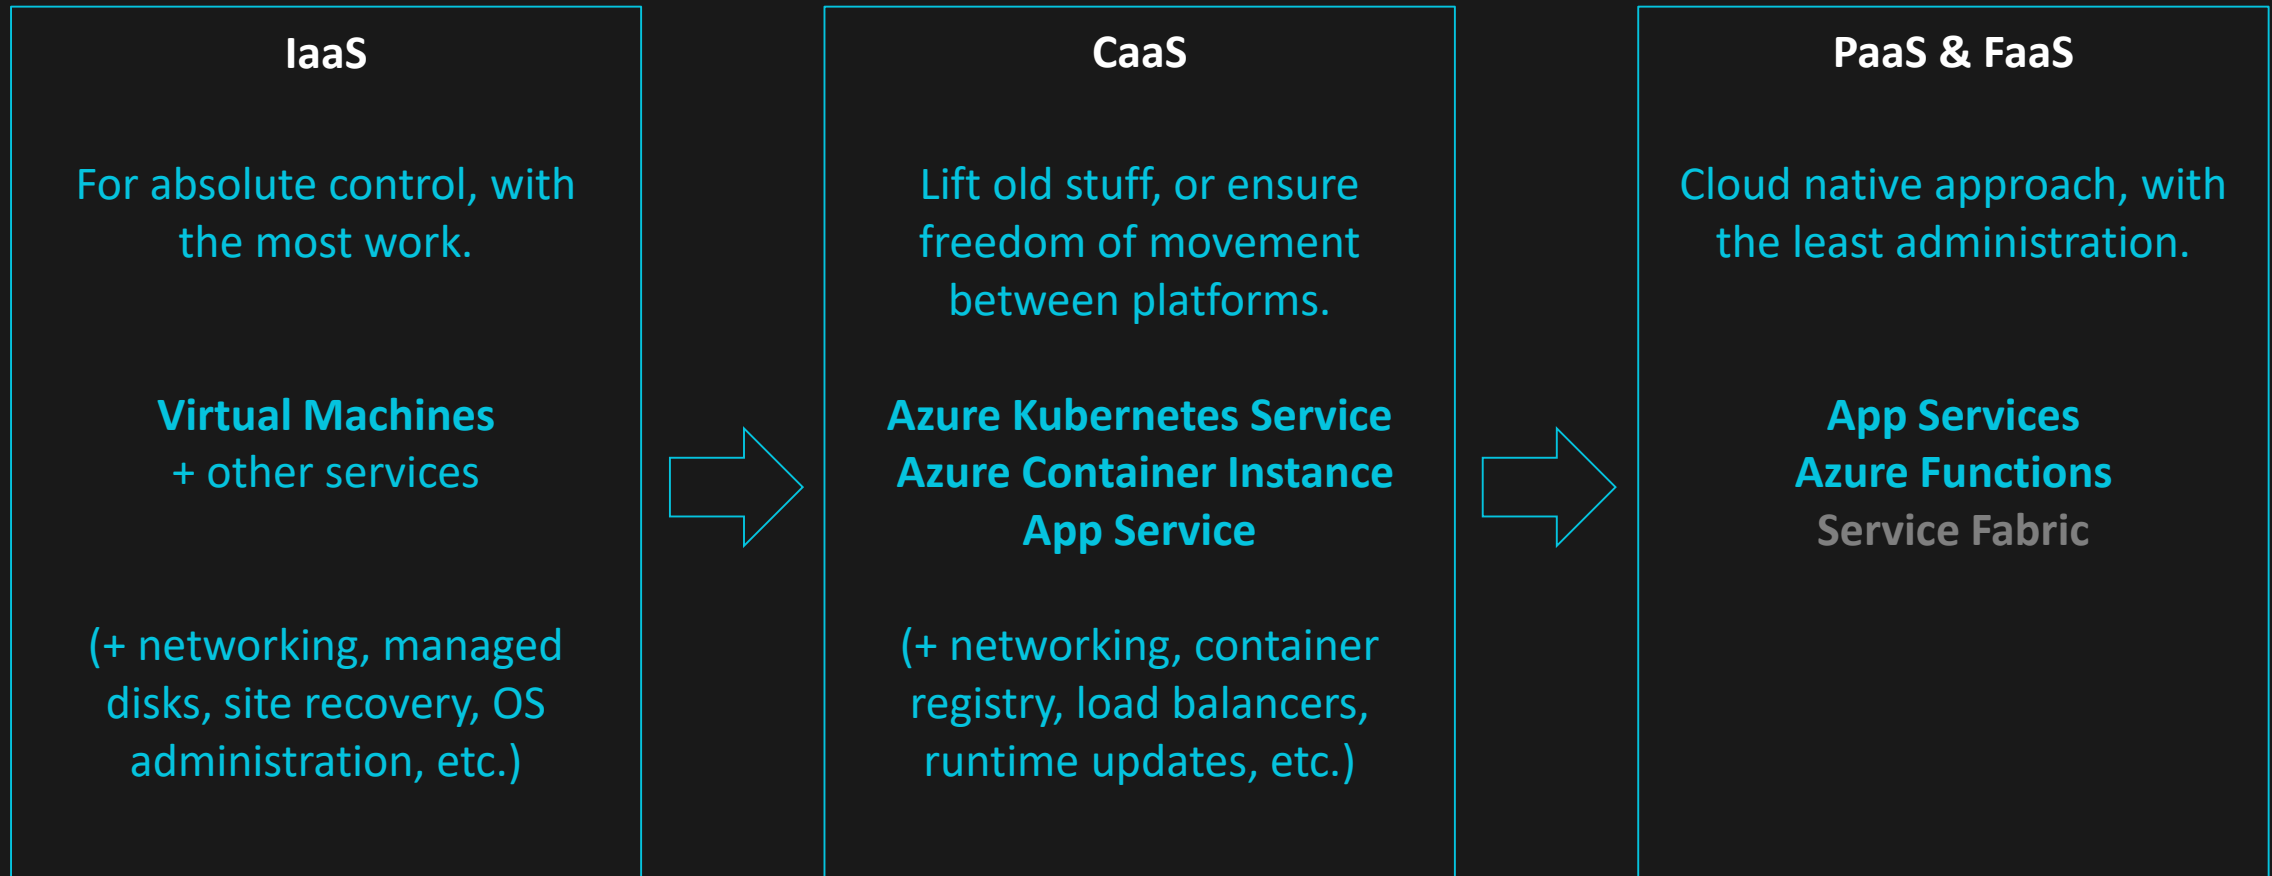 IaaS
For absolute control, with
the most work.
Virtual Machines
+ other services
(+ networking, managed
disks, site recovery, OS
administration, etc.)
CaaS
Lift old stuff, or ensure
freedom of movement
between platforms.
Azure Kubernetes Service
Azure Container Instance
App Service
(+ networking, container
registry, load balancers,
runtime updates, etc.)
PaaS & FaaS
Cloud native approach, with
the least administration.
App Services
Azure Functions
Service Fabric